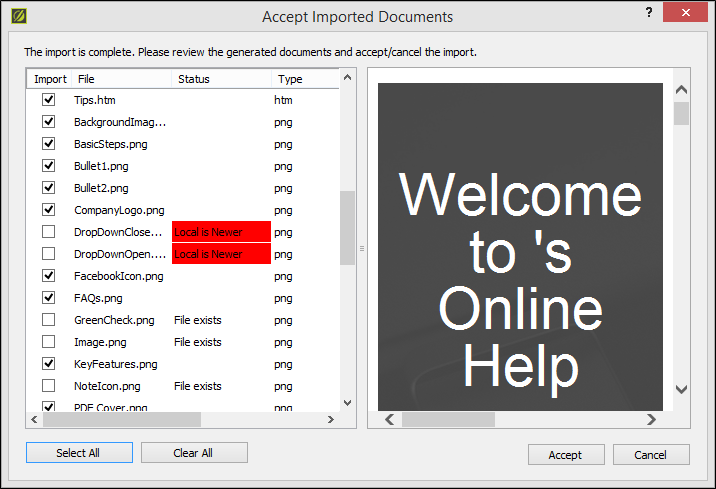 Accept Imported Documents
?
The import is complete. Please review the generated documents and accept/cancel the import.
Import File Status Type
Tips.htm htm
BackgroundImag... png
BasicSteps.png png
Bullet1.png png
Bullet2.png png
CompanyLogo.png png
DropDownClose... Local is Newer png
DropDownOpen.... Local is Newer png
FacebookIcon.png png
FAQs.png png
GreenCheck.png File exists png
Image.png File exists png
KeyFeatures.png png
NoteIcon.png File exists png
PDF Cover.png png
Welcome
to 's
Online
Help
Select All Clear All Accept Cancel